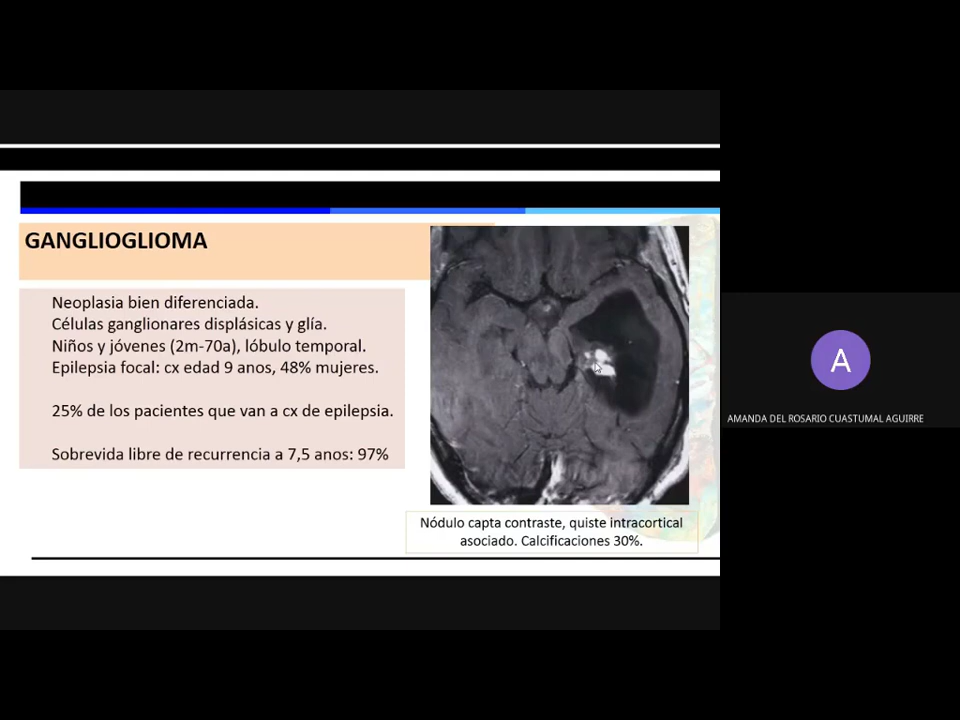 GANGLIOGLIOMA
Neoplasia bien diferenciada.
Células ganglionares displásicas y glía.
Niños y jóvenes (2m-70a), lóbulo temporal.
Epilepsia focal: cx edad 9 anos, 48% mujeres.
25% de los pacientes que van a cx de epilepsia.
Sobrevida libre de recurrencia a 7,5 anos: 97%
Nódulo capta contraste, quiste intracortical
asociado. Calcificaciones 30%.
A
AMANDA DEL ROSARIO CUASTUMAL AGUIRRE